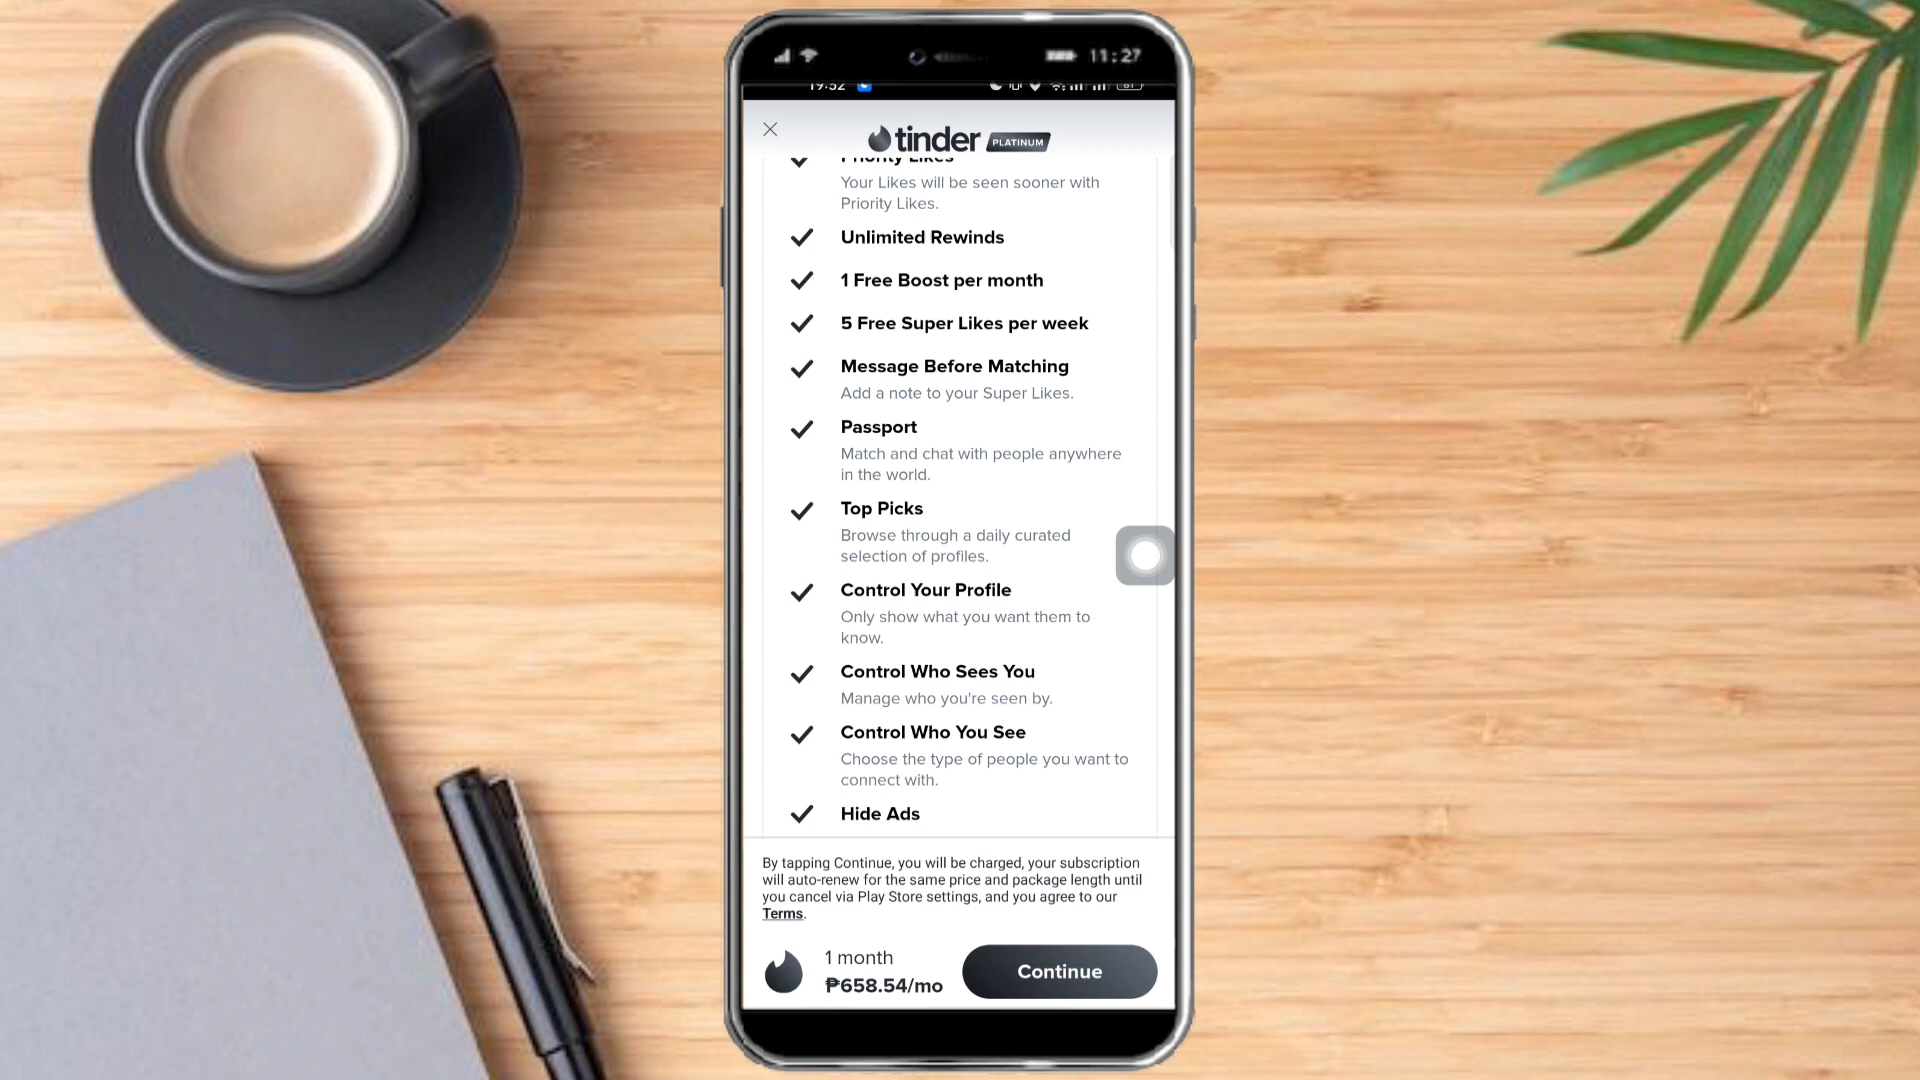 11:27
19:52
tinder PLATINUM
Priority Likes
Your Likes will be seen sooner with
Priority Likes.
Unlimited Rewinds
1 Free Boost per month
5 Free Super Likes per week
Message Before Matching
Add a note to your Super Likes.
Passport
Match and chat with people anywhere
in the world.
Top Picks
Browse through a daily curated
selection of profiles.
Control Your Profile
Only show what you want them to
know.
Control Who Sees You
Manage who you're seen by.
Control Who You See
Choose the type of people you want to
connect with.
Hide Ads
By tapping Continue, you will be charged, your subscription
will auto-renew for the same price and package length until
you cancel via Play Store settings, and you agree to our
Terms.
1 month
₱658.54/mo
Continue